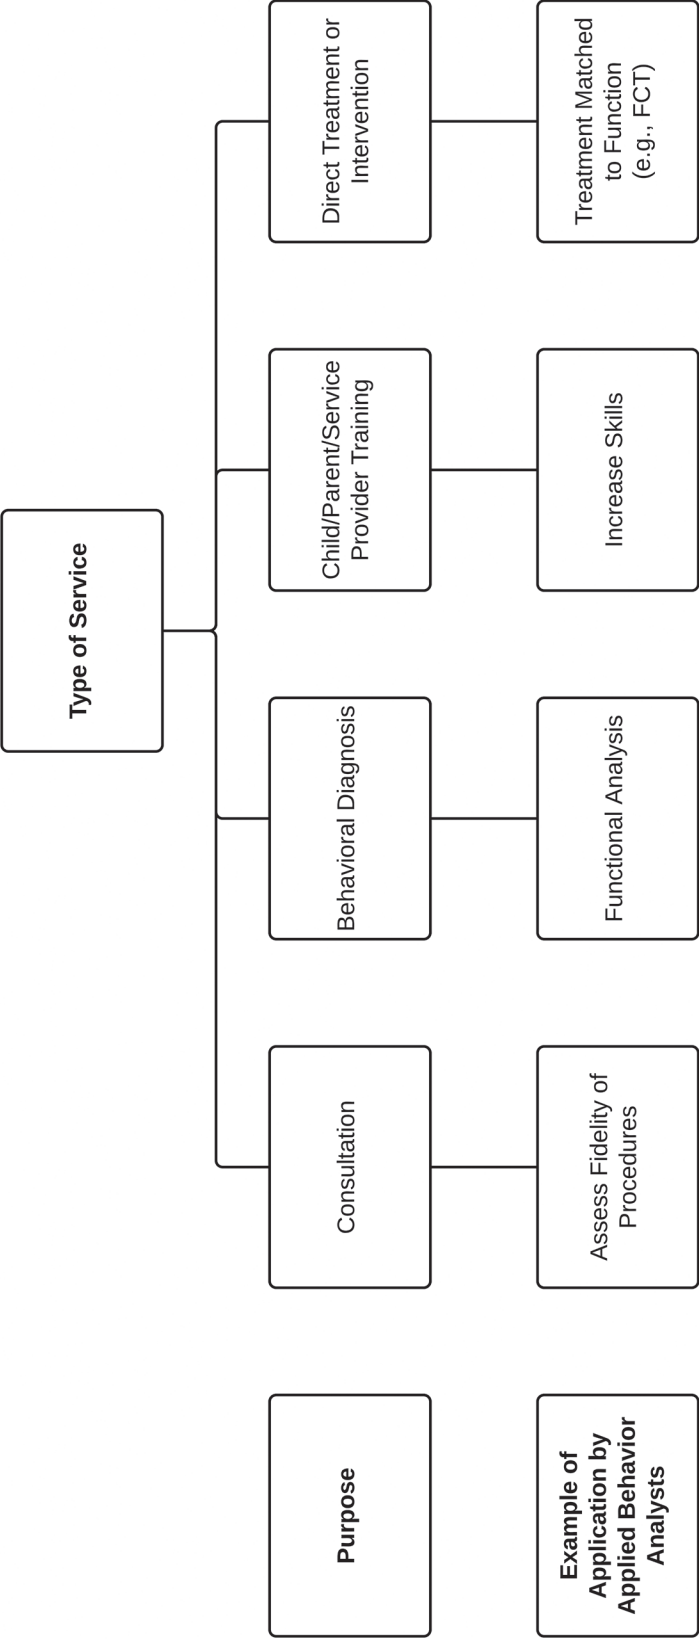 Type of Service
Purpose
Consultation
Behavioral Diagnosis
Child/Parent/Service
Provider Training
Direct Treatment or
Intervention
Example of
Application by
Applied Behavior
Analysts
Assess Fidelity of
Procedures
Functional Analysis
Increase Skills
Treatment Matched
to Function
(e.g., FCT)